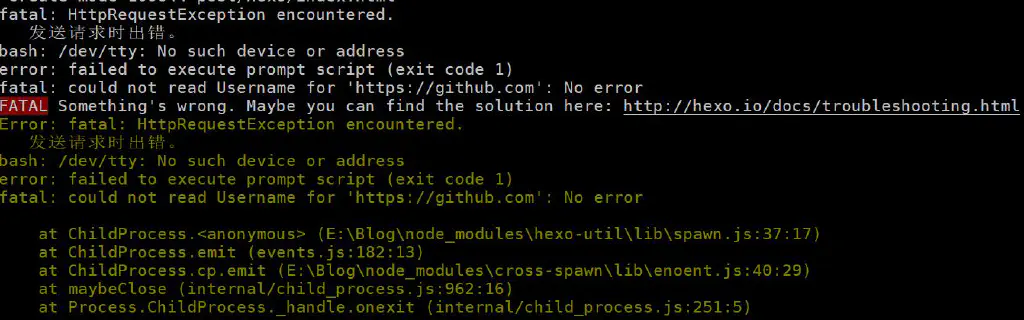 fatal: HttpRequestException encountered.
发送请求时出错。
bash: /dev/tty: No such device or address
error: failed to execute prompt script (exit code 1)
fatal: could not read Username for 'https://github.com': No error
FATAL Something's wrong. Maybe you can find the solution here: http://hexo.io/docs/troubleshooting.html
Error: fatal: HttpRequestException encountered.
发送请求时出错。
bash: /dev/tty: No such device or address
error: failed to execute prompt script (exit code 1)
fatal: could not read Username for 'https://github.com': No error
at ChildProcess.<anonymous> (E:\Blog\node_modules\hexo-util\lib\spawn.js:37:17)
at ChildProcess.emit (events.js:182:13)
at ChildProcess.cp.emit (E:\Blog\node_modules\cross-spawn\lib\enoent.js:40:29)
at maybeClose (internal/child_process.js:962:16)
at Process.ChildProcess._handle.onexit (internal/child_process.js:251:5)